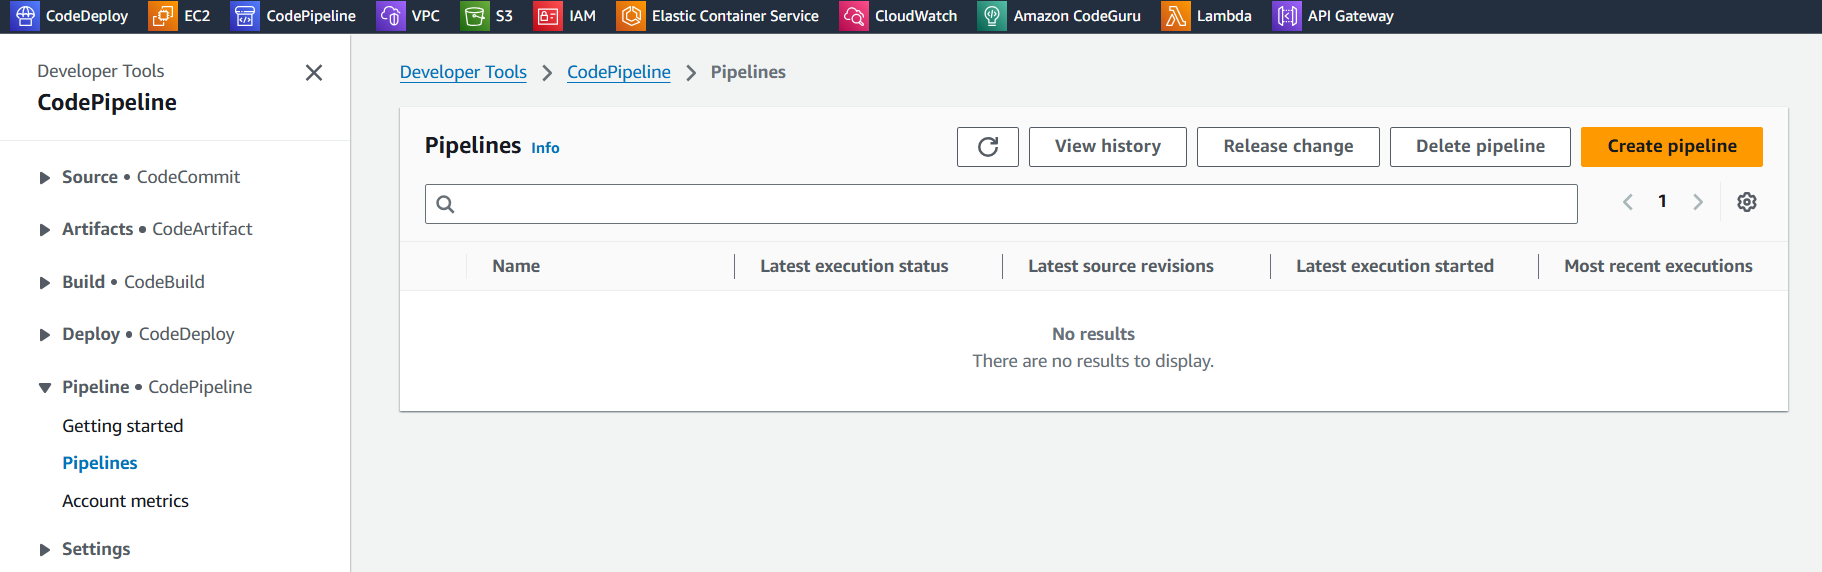 CodeDeploy EC2 CodePipeline VPC S3 IAM Elastic Container Service CloudWatch Amazon CodeGuru Lambda API Gateway
Developer Tools
CodePipeline
Source • CodeCommit
Artifacts • CodeArtifact
Build • CodeBuild
Deploy • CodeDeploy
Pipeline • CodePipeline
Getting started
Pipelines
Account metrics
Settings
Developer Tools > CodePipeline > Pipelines
Pipelines Info View history Release change Delete pipeline Create pipeline
1
Name Latest execution status Latest source revisions Latest execution started Most recent executions
No results
There are no results to display.